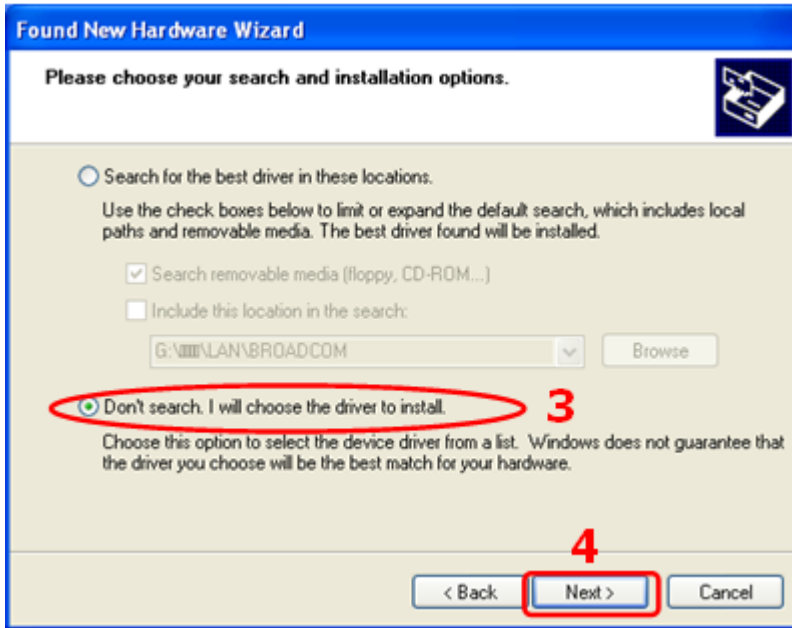 Found New Hardware Wizard
Please choose your search and installation options.
Search for the best driver in these locations.
Use the check boxes below to limit or expand the default search, which includes local
paths and removable media. The best driver found will be installed.
Search removable media (floppy, CD-ROM...)
Include this location in the search:
\LAN\BROADCOM
Browse
Don't search. I will choose the driver to install.
3
Choose this option to select the device driver from a list. Windows does not guarantee that
the driver you choose will be the best match for your hardware.
4
< Back
Next >
Cancel